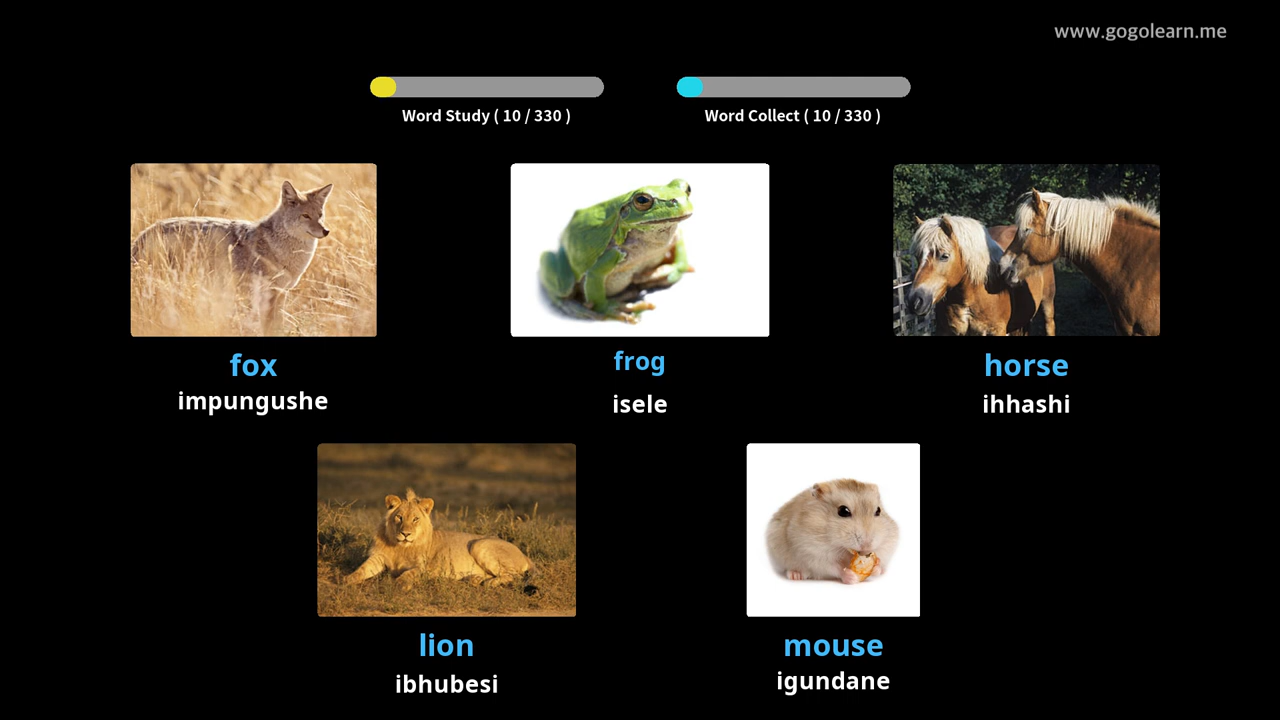 www.gogolearn.me
Word Study ( 10 / 330 )
Word Collect ( 10 / 330 )
fox
impungushe
frog
isele
horse
ihhashi
lion
ibhubesi
mouse
igundane